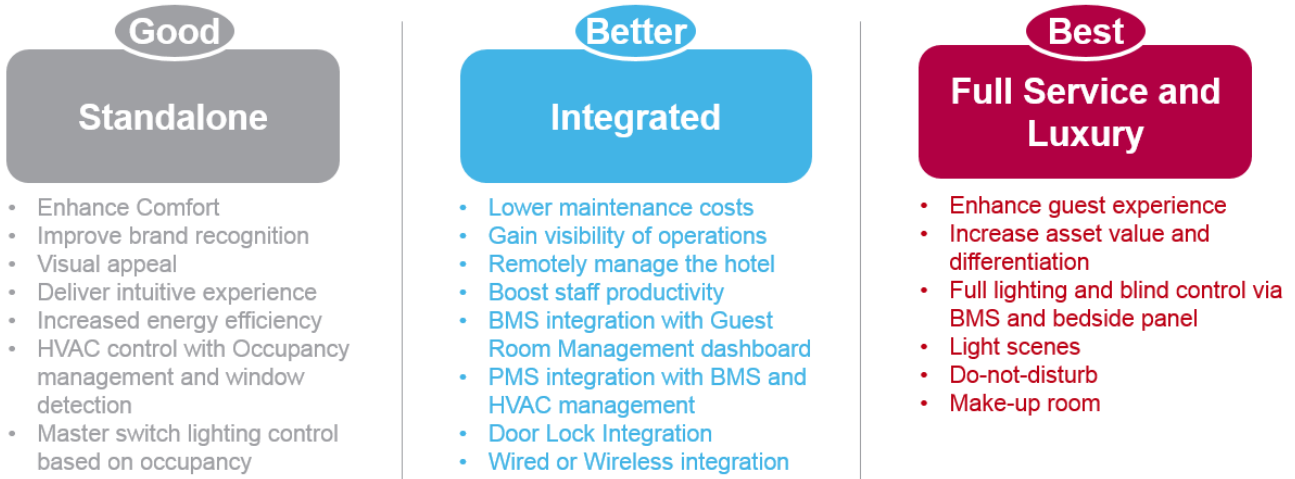 Good
Standalone
• Enhance Comfort
• Improve brand recognition
• Visual appeal
• Deliver intuitive experience
• Increased energy efficiency
• HVAC control with Occupancy
management and window
detection
• Master switch lighting control
based on occupancy
Better
Integrated
• Lower maintenance costs
• Gain visibility of operations
• Remotely manage the hotel
• Boost staff productivity
• BMS integration with Guest
Room Management dashboard
• PMS integration with BMS and
HVAC management
• Door Lock Integration
• Wired or Wireless integration
Best
Full Service and
Luxury
• Enhance guest experience
• Increase asset value and
differentiation
• Full lighting and blind control via
BMS and bedside panel
• Light scenes
• Do-not-disturb
• Make-up room